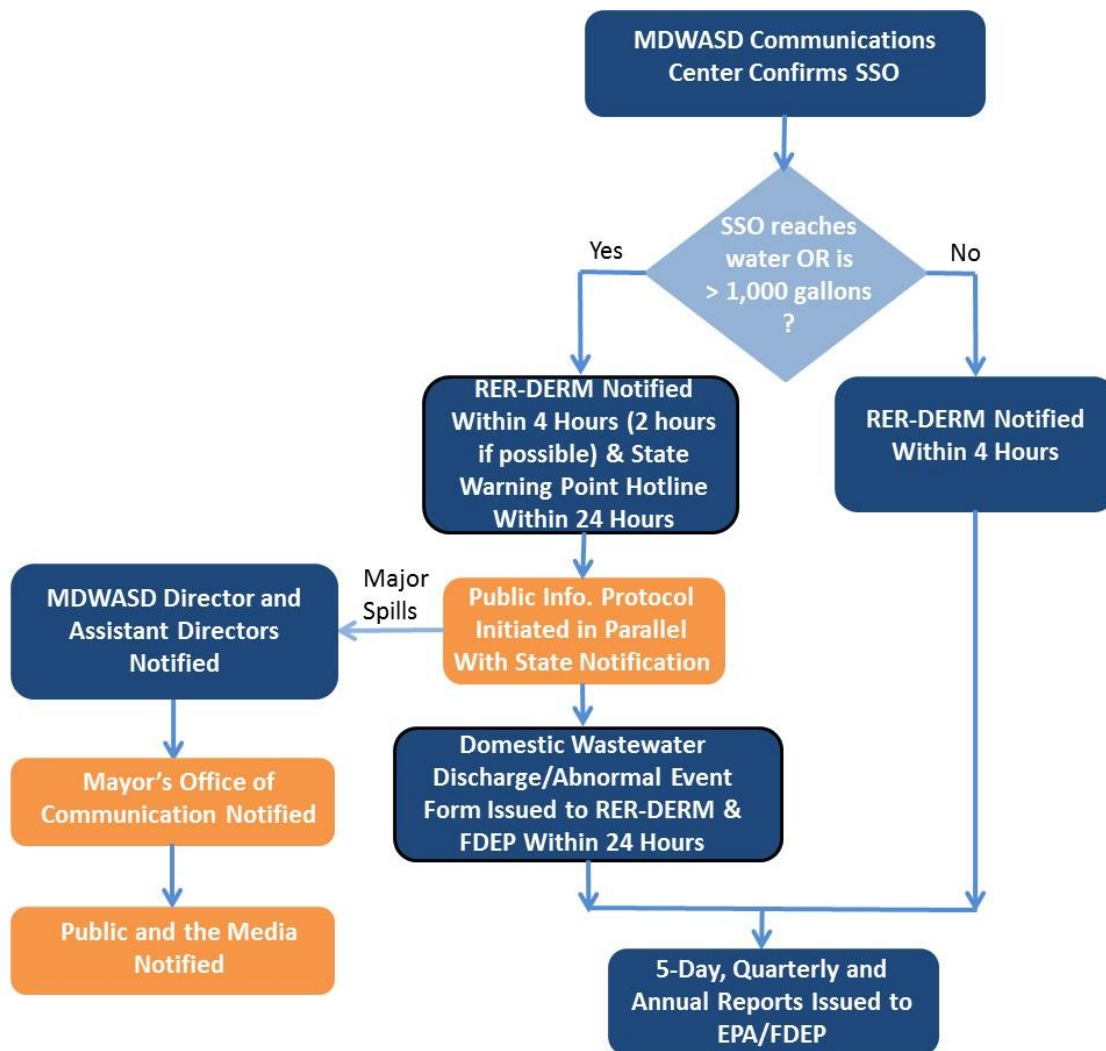 MDWASD Communications
Center Confirms SSO
SSO reaches
water OR is
> 1,000 gallons
?
Yes
No
RER-DERM Notified
Within 4 Hours (2 hours
if possible) & State
Warning Point Hotline
Within 24 Hours
RER-DERM Notified
Within 4 Hours
Public Info. Protocol
Initiated in Parallel
With State Notification
Major
Spills
MDWASD Director and
Assistant Directors
Notified
Mayor’s Office of
Communication Notified
Public and the Media
Notified
Domestic Wastewater
Discharge/Abnormal Event
Form Issued to RER-DERM &
FDEP Within 24 Hours
5-Day, Quarterly and
Annual Reports Issued to
EPA/FDEP